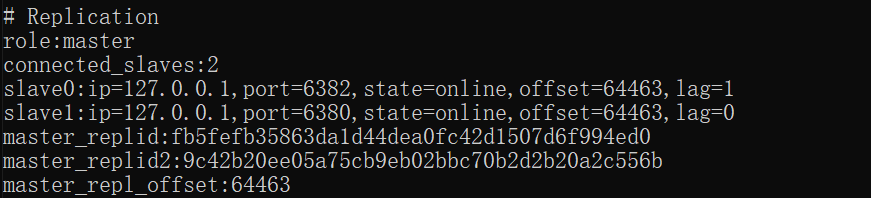 # Replication
role:master
connected_slaves:2
slave0:ip=127.0.0.1,port=6382,state=online,offset=64463,lag=1
slave1:ip=127.0.0.1,port=6380,state=online,offset=64463,lag=0
master_replid:fb5fefb35863da1d44dea0fc42d1507d6f994ed0
master_replid2:9c42b20ee05a75cb9eb02bbc70b2d2b20a2c556b
master_repl_offset:64463